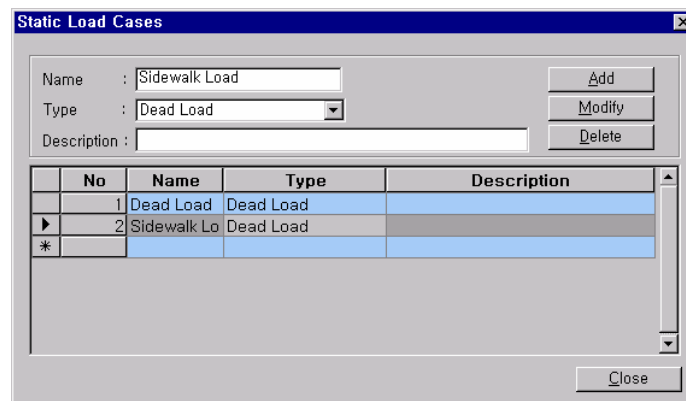 Static Load Cases
Name : Sidewalk Load Add
Type : Dead Load Modify
Description : Delete
No Name Type Description
1 Dead Load Dead Load
2 Sidewalk Lo Dead Load
Close